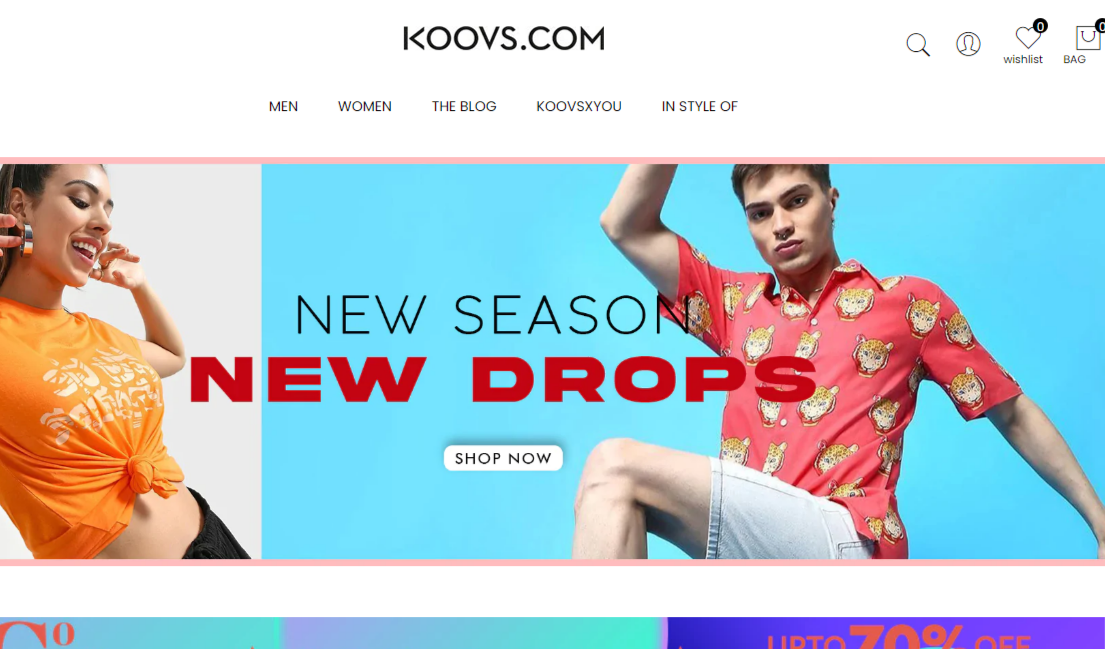 KOOVS.COM
0
0
wishlist
BAG
MEN WOMEN THE BLOG KOOVSXYOU IN STYLE OF
NEW SEASON
NEW DROPS
SHOP NOW
UPTO 70% OFF